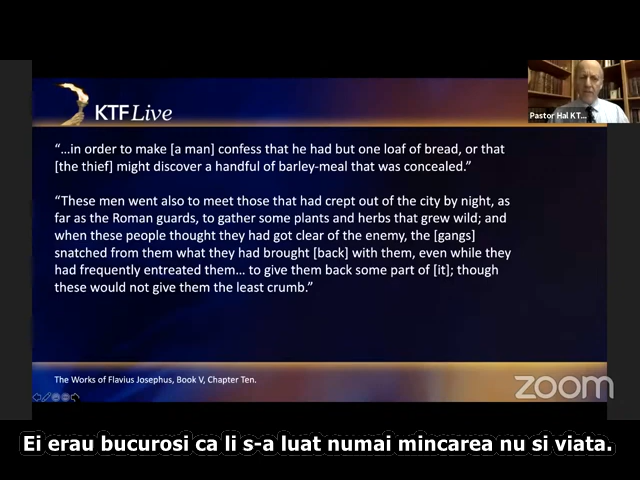 KTF Live
Pastor Hal KT...
“...in order to make [a man] confess that he had but one loaf of bread, or that
[the thief] might discover a handful of barley-meal that was concealed.”
“These men went also to meet those that had crept out of the city by night, as
far as the Roman guards, to gather some plants and herbs that grew wild; and
when these people thought they had got clear of the enemy, the [gangs]
snatched from them what they had brought [back] with them, even while they
had frequently entreated them... to give them back some part of [it]; though
these would not give them the least crumb.”
The Works of Flavius Josephus, Book V, Chapter Ten.
zoom
Ei erau bucurosi ca li s-a luat numai mincarea nu si viata.